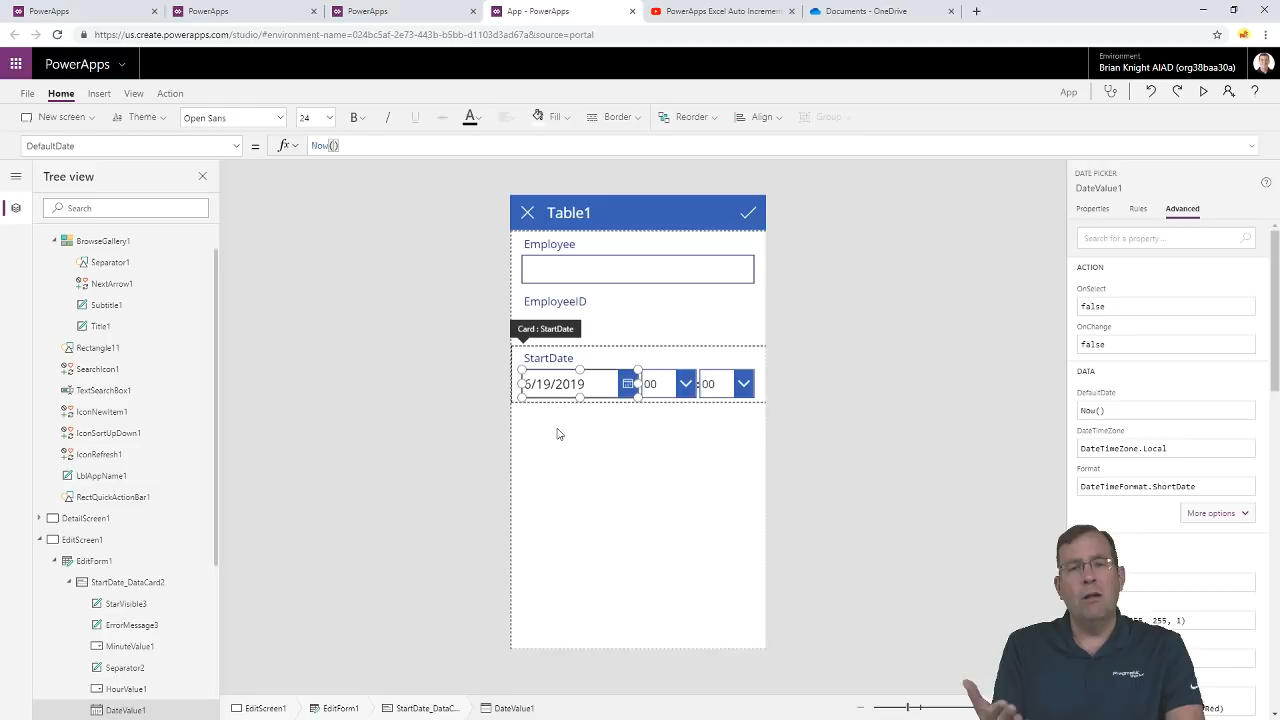 PowerApps
PowerApps
PowerApps
App - PowerApps
PowerApps Excel Auto Increment
Documents - OneDrive
https://us.create.powerapps.com/studio/#environment-name=024bc5af-2e73-443b-b5bb-d1103d3ad67a&source=portal
PowerApps
Environment
Brian Knight AIAD (org38baa30a)
File Home Insert View Action
App
New screen Theme Open Sans 24 B I U A Fill Border Reorder Align Group
DefaultDate = fx Now()
Tree view
Search
BrowseGallery1
Separator1
NextArrow1
Subtitle1
Title1
Rectangle11
SearchIcon1
TextSearchBox1
IconNewItem1
IconSortUpDown1
IconRefresh1
LblAppName1
RectQuickActionBar1
DetailScreen1
EditScreen1
EditForm1
StartDate_DataCard2
StarVisible3
ErrorMessage3
MinuteValue1
Separator2
HourValue1
DateValue1
Table1
Employee
EmployeeID
Card : StartDate
StartDate
6/19/2019 00 : 00
DATE PICKER
DateValue1
Properties Rules Advanced
Search for a property ...
ACTION
OnSelect
false
OnChange
false
DATA
DefaultDate
Now()
DateTimeZone
DateTimeZone.Local
Format
DateTimeFormat.ShortDate
More options
255, 1)
Red)
EditScreen1 EditForm1 StartDate_DataC... DateValue1